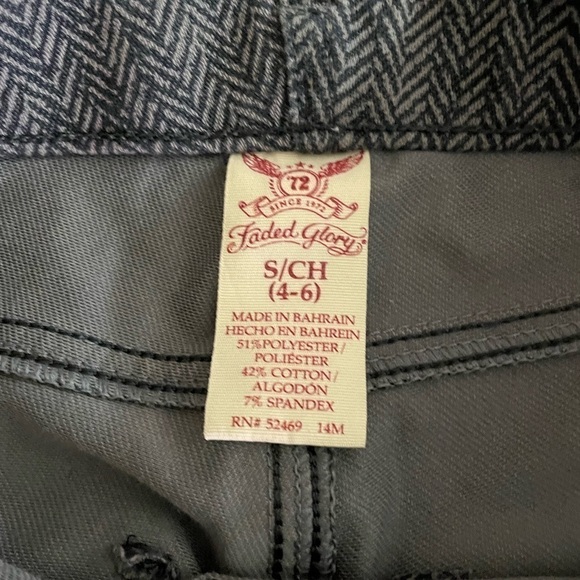 '72
SINCE 1972
Faded Glory®
S/CH
(4-6)
MADE IN BAHRAIN
HECHO EN BAHREIN
51%POLYESTER/
POLIÉSTER
42% COTTON/
ALGODÓN
7% SPANDEX
RN# 52469 14M